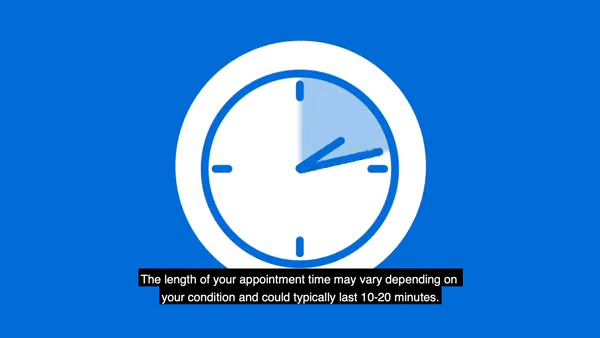 The length of your appointment time may vary depending on
your condition and could typically last 10-20 minutes.